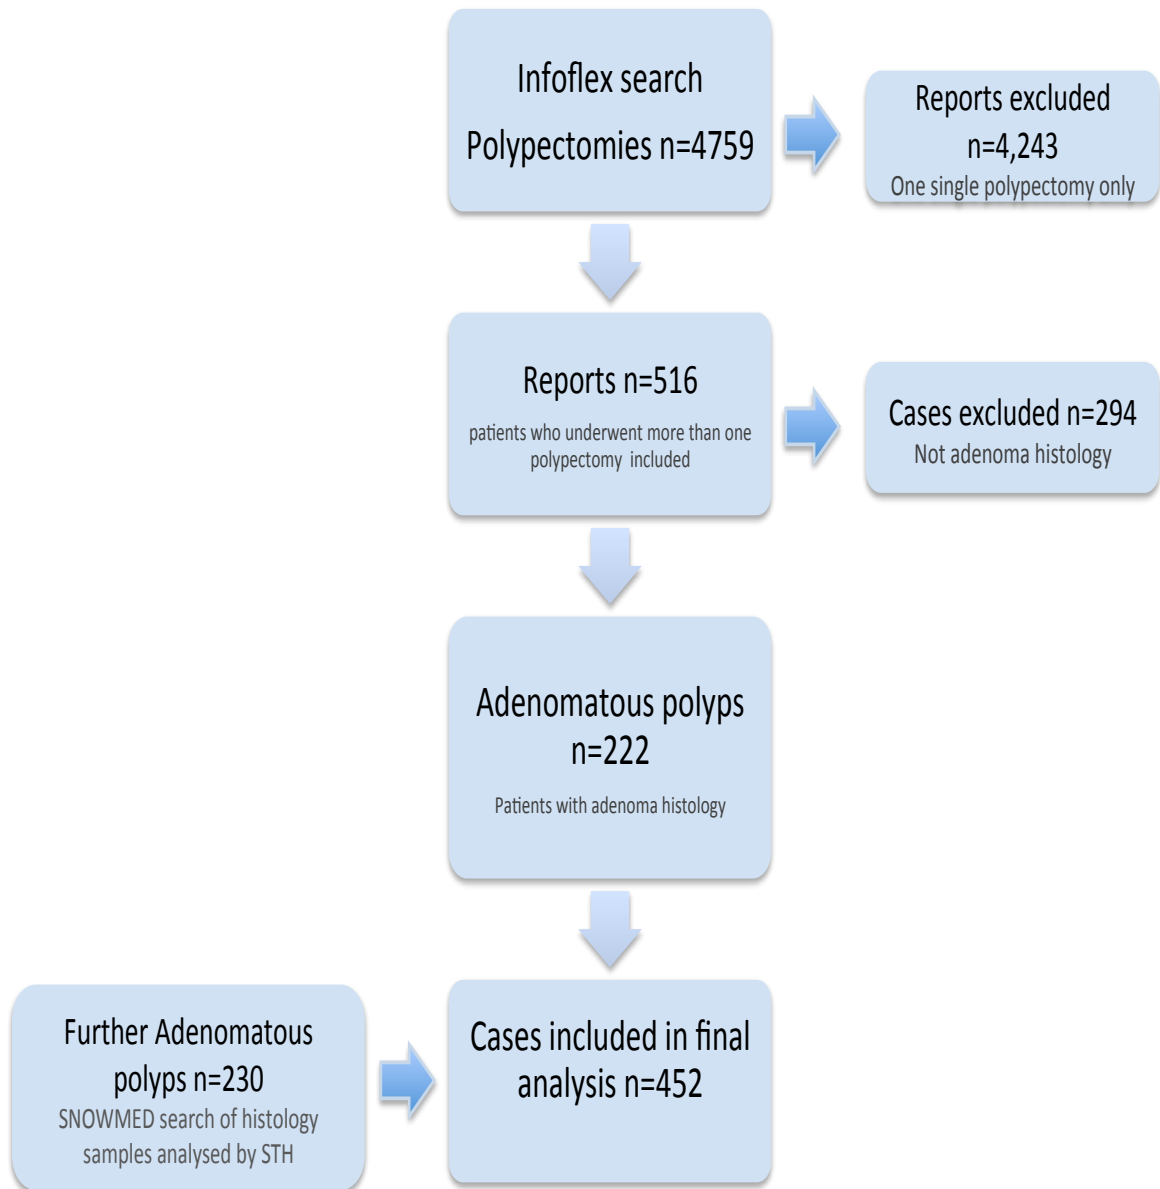 Infoflex search
Polypectomies n=4759
Reports excluded
n=4,243
One single polypectomy only
Reports n=516
patients who underwent more than one
polypectomy included
Cases excluded n=294
Not adenoma histology
Adenomatous polyps
n=222
Patients with adenoma histology
Further Adenomatous
polyps n=230
SNOWMED search of histology
samples analysed by STH
Cases included in final
analysis n=452